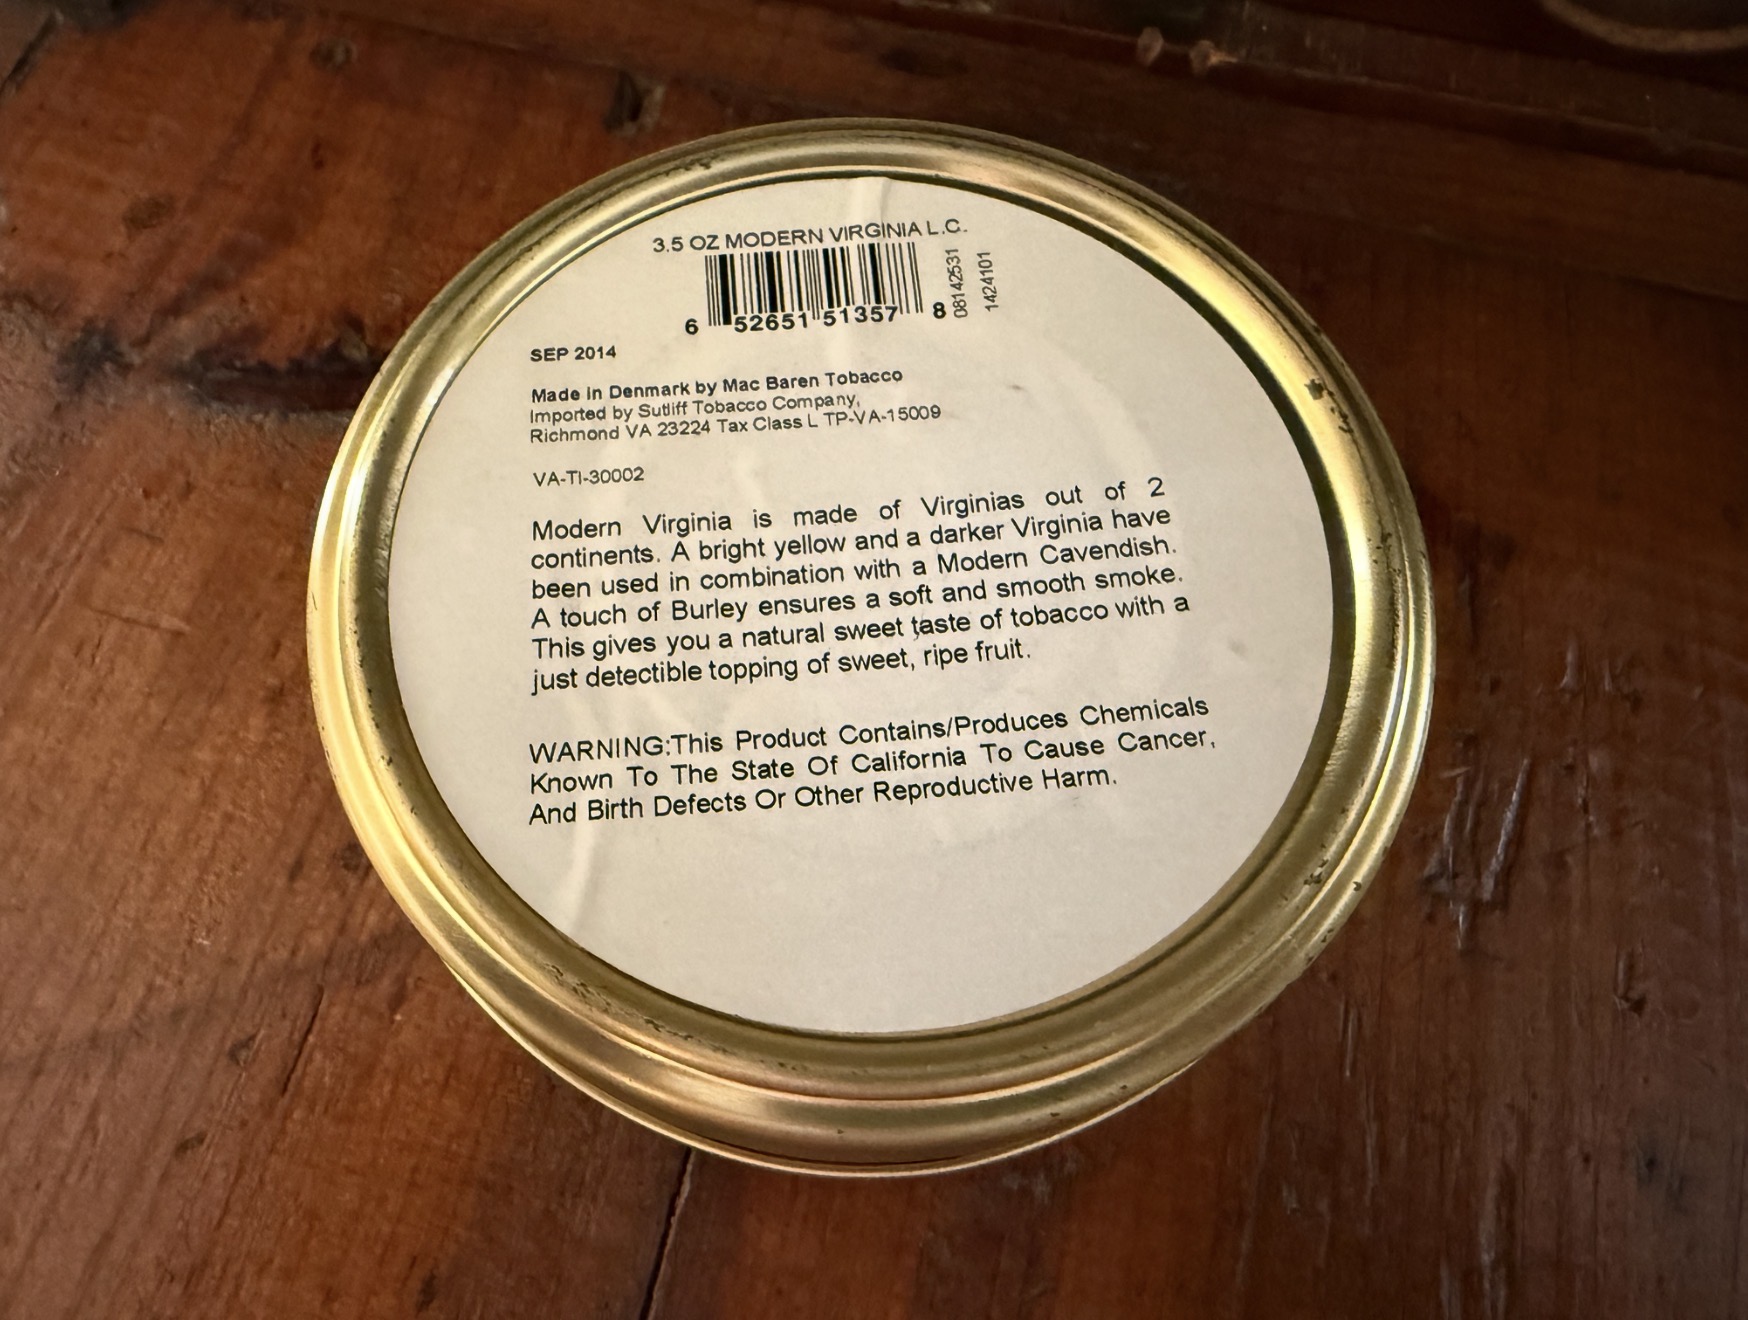 3.5 OZ MODERN VIRGINIA L.C.
6 52651 51357 8
08142531
1424101
SEP 2014
Made in Denmark by Mac Baren Tobacco
Imported by Sutliff Tobacco Company,
Richmond VA 23224 Tax Class L TP-VA-15009
VA-TI-30002
Modern Virginia is made of Virginias out of 2
continents. A bright yellow and a darker Virginia have
been used in combination with a Modern Cavendish.
A touch of Burley ensures a soft and smooth smoke.
This gives you a natural sweet taste of tobacco with a
just detectible topping of sweet, ripe fruit.
WARNING:This Product Contains/Produces Chemicals
Known To The State Of California To Cause Cancer,
And Birth Defects Or Other Reproductive Harm.